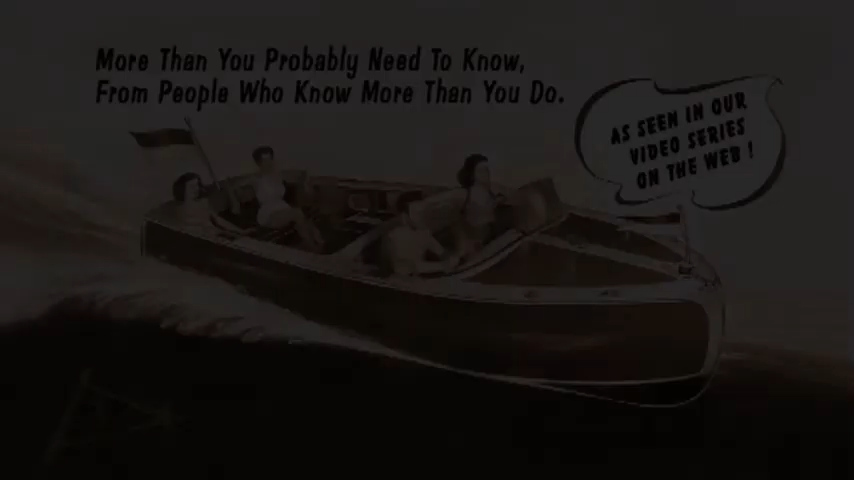 More Than You Probably Need To Know,
From People Who Know More Than You Do.
AS SEEN IN OUR
VIDEO SERIES
ON THE WEB !